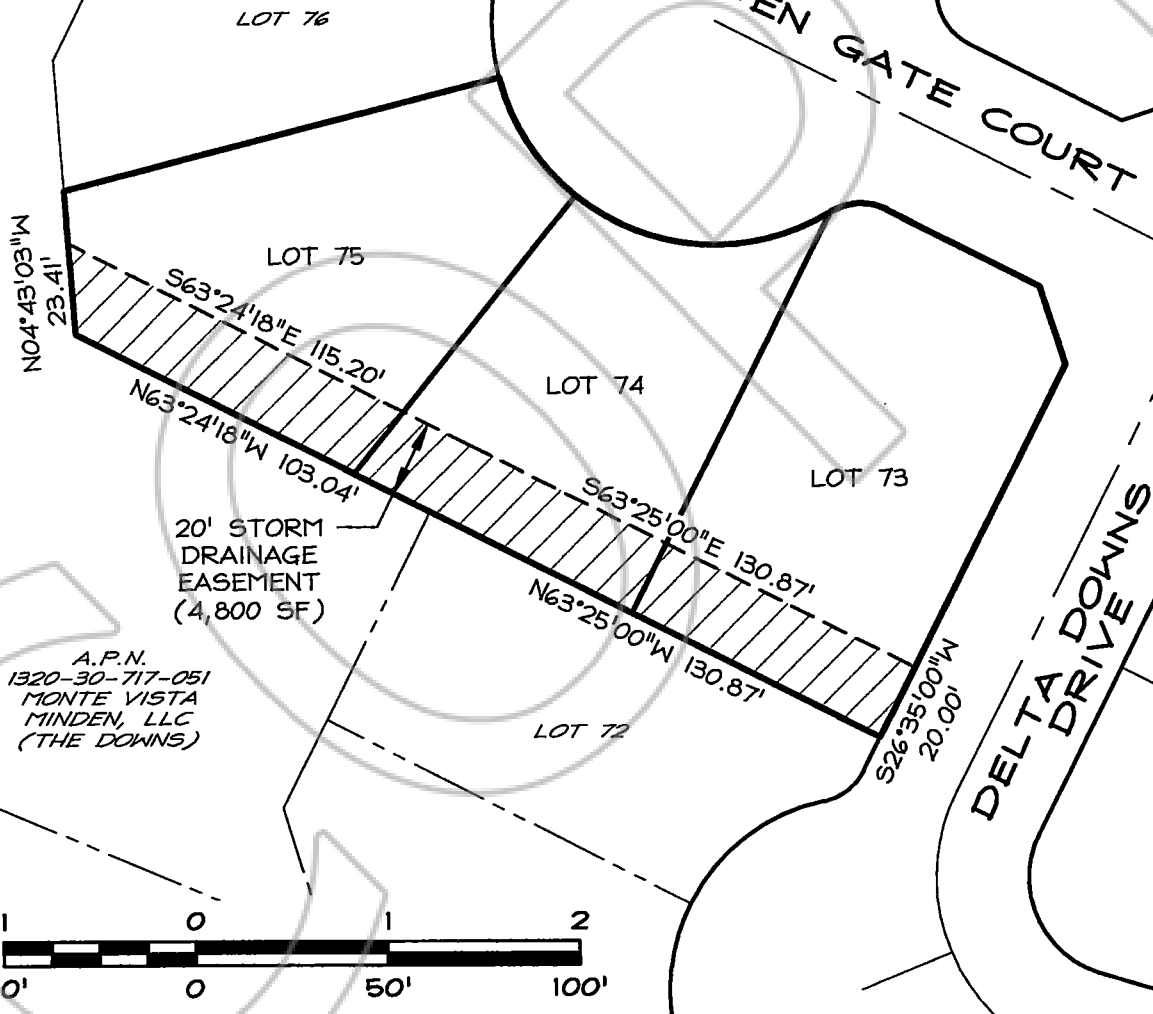 LOT 76
EN GATE COURT
LOT 75
N04°43'03"W
23.41'
S63°24'18"E 115.20'
N63°24'18"W 103.04'
LOT 74
LOT 73
S63°25'00"E 130.87'
N63°25'00"W 130.87'
20' STORM
DRAINAGE
EASEMENT
(4,800 SF)
S26°35'00"W
20.00'
DELTA DOWNS
DRIVE
A.P.N.
1320-30-717-051
MONTE VISTA
MINDEN, LLC
(THE DOWNS)
LOT 72
1 0 1 2
0' 0 50' 100'